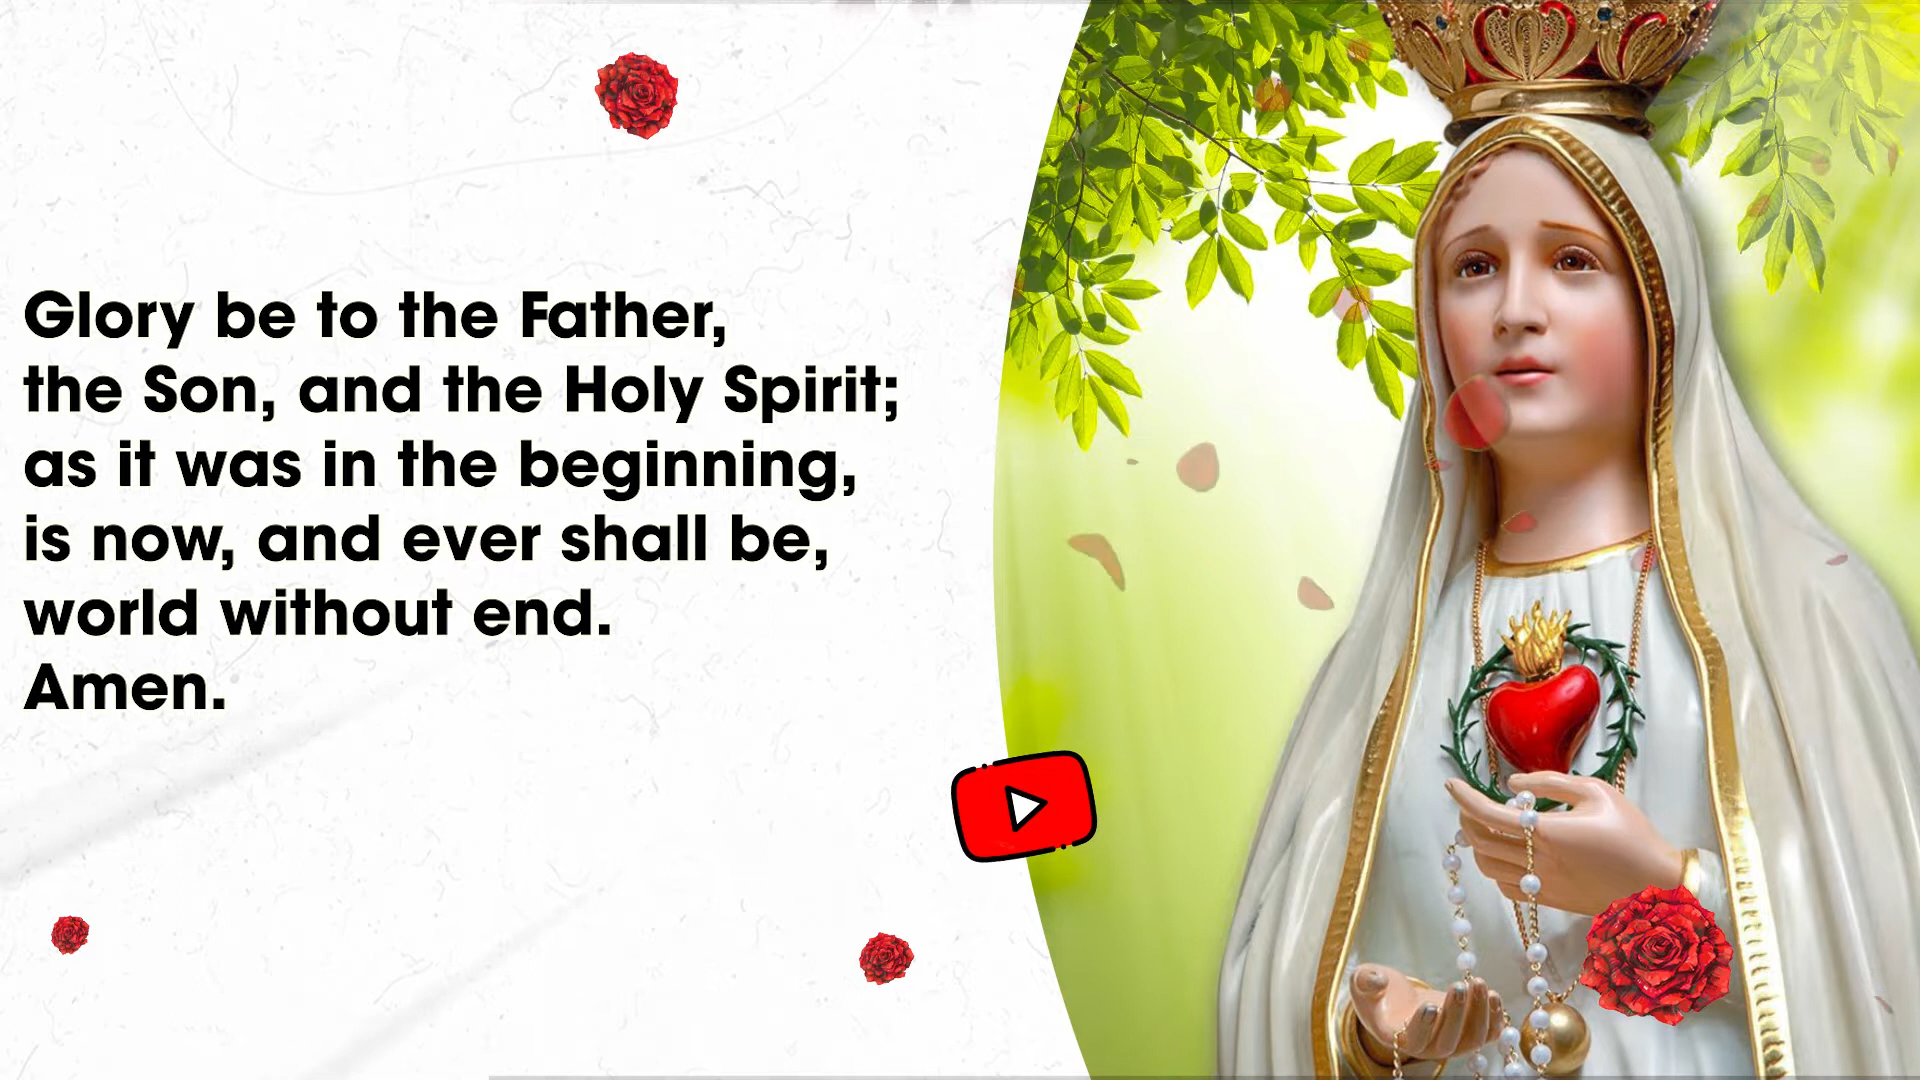 Glory be to the Father,
the Son, and the Holy Spirit;
as it was in the beginning,
is now, and ever shall be,
world without end.
Amen.